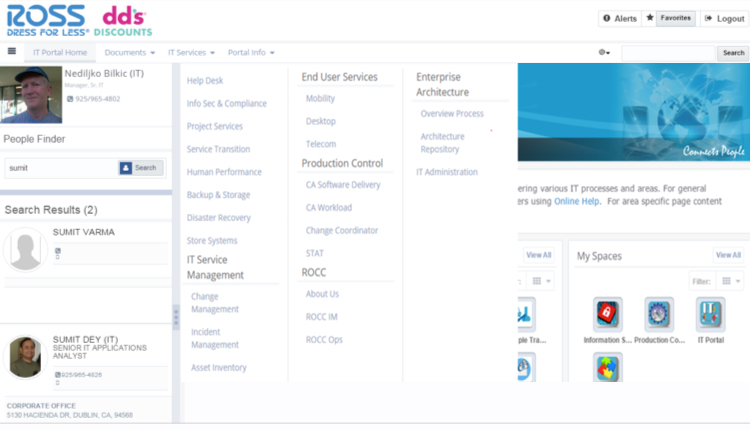 ROSS
DRESS FOR LESS®
dd's
DISCOUNTS
Alerts
Favorites
Logout
IT Portal Home
Documents
IT Services
Portal Info
Search
Nediljko Bilkic (IT)
Manager, Sr. IT
925/965-4802
People Finder
sumit
Search
Search Results (2)
SUMIT VARMA
SUMIT DEY (IT)
SENIOR IT APPLICATIONS
ANALYST
925/965-4828
CORPORATE OFFICE
5130 HACIENDA DR, DUBLIN, CA, 94568
Help Desk
Info Sec & Compliance
Project Services
Service Transition
Human Performance
Backup & Storage
Disaster Recovery
Store Systems
IT Service
Management
Change
Management
Incident
Management
Asset Inventory
End User Services
Mobility
Desktop
Telecom
Production Control
CA Software Delivery
CA Workload
Change Coordinator
STAT
ROCC
About Us
ROCC IM
ROCC Ops
Enterprise
Architecture
Overview Process
Architecture
Repository
IT Administration
Connects People
ering various IT processes and areas. For general
ers using Online Help. For area specific page content
View All
ple Tra...
My Spaces
View All
Filter:
Information S...
Production Co...
IT Portal